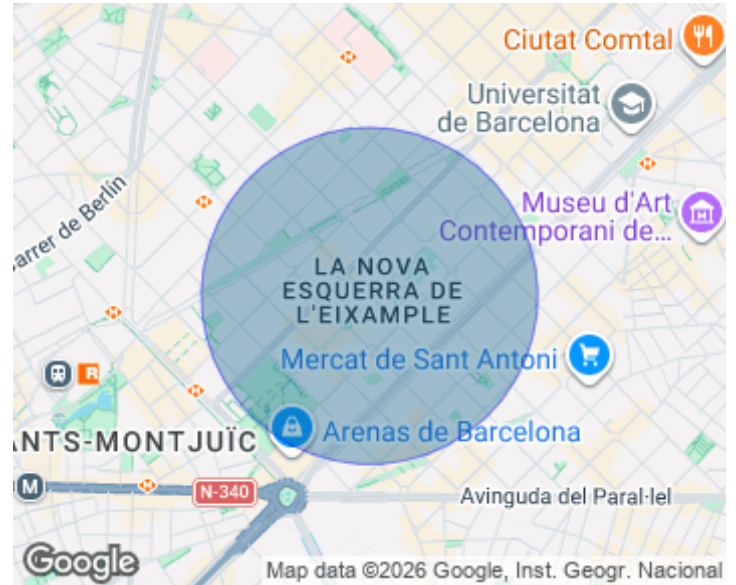 Ciutat Comtal
Universitat
de Barcelona
Museu d'Art
Contemporani de...
arrer de Berlín
LA NOVA
ESQUERRA DE
L'EIXAMPLE
Mercat de Sant Antoni
R
ANTS-MONTJUÏC
Arenas de Barcelona
M
N-340
Avinguda del Paral·lel
Google
Map data ©2026 Google, Inst. Geogr. Nacional